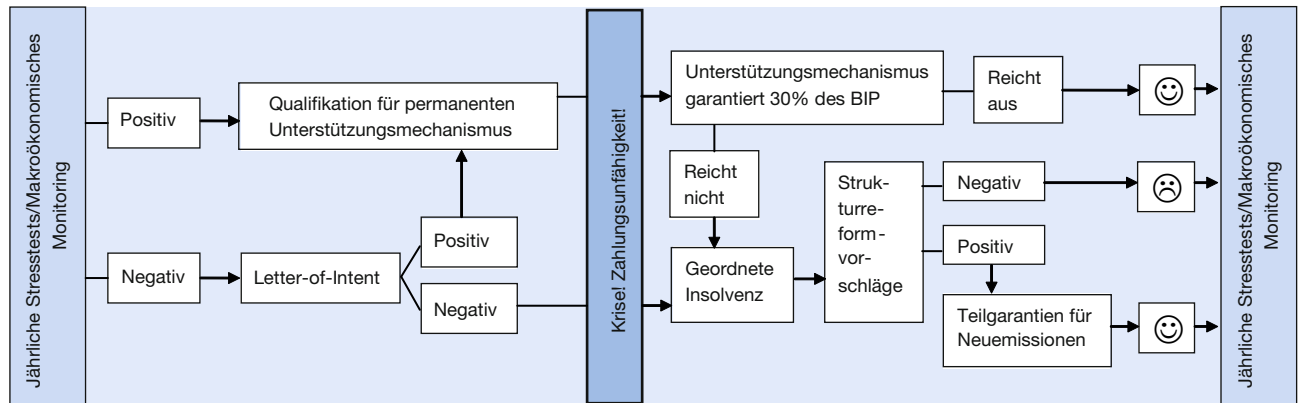 Jährliche Stresstests/Makroökonomisches
Monitoring
Positiv
Qualifikation für permanenten
Unterstützungsmechanismus
Negativ
Letter-of-Intent
Positiv
Negativ
Krise! Zahlungsunfähigkeit!
Unterstützungsmechanismus
garantiert 30% des BIP
Reicht
aus
Reicht
nicht
Geordnete
Insolvenz
Struk-
turre-
form-
vor-
schläge
Negativ
Positiv
Teilgarantien für
Neuemissionen
Jährliche Stresstests/Makroökonomisches
Monitoring